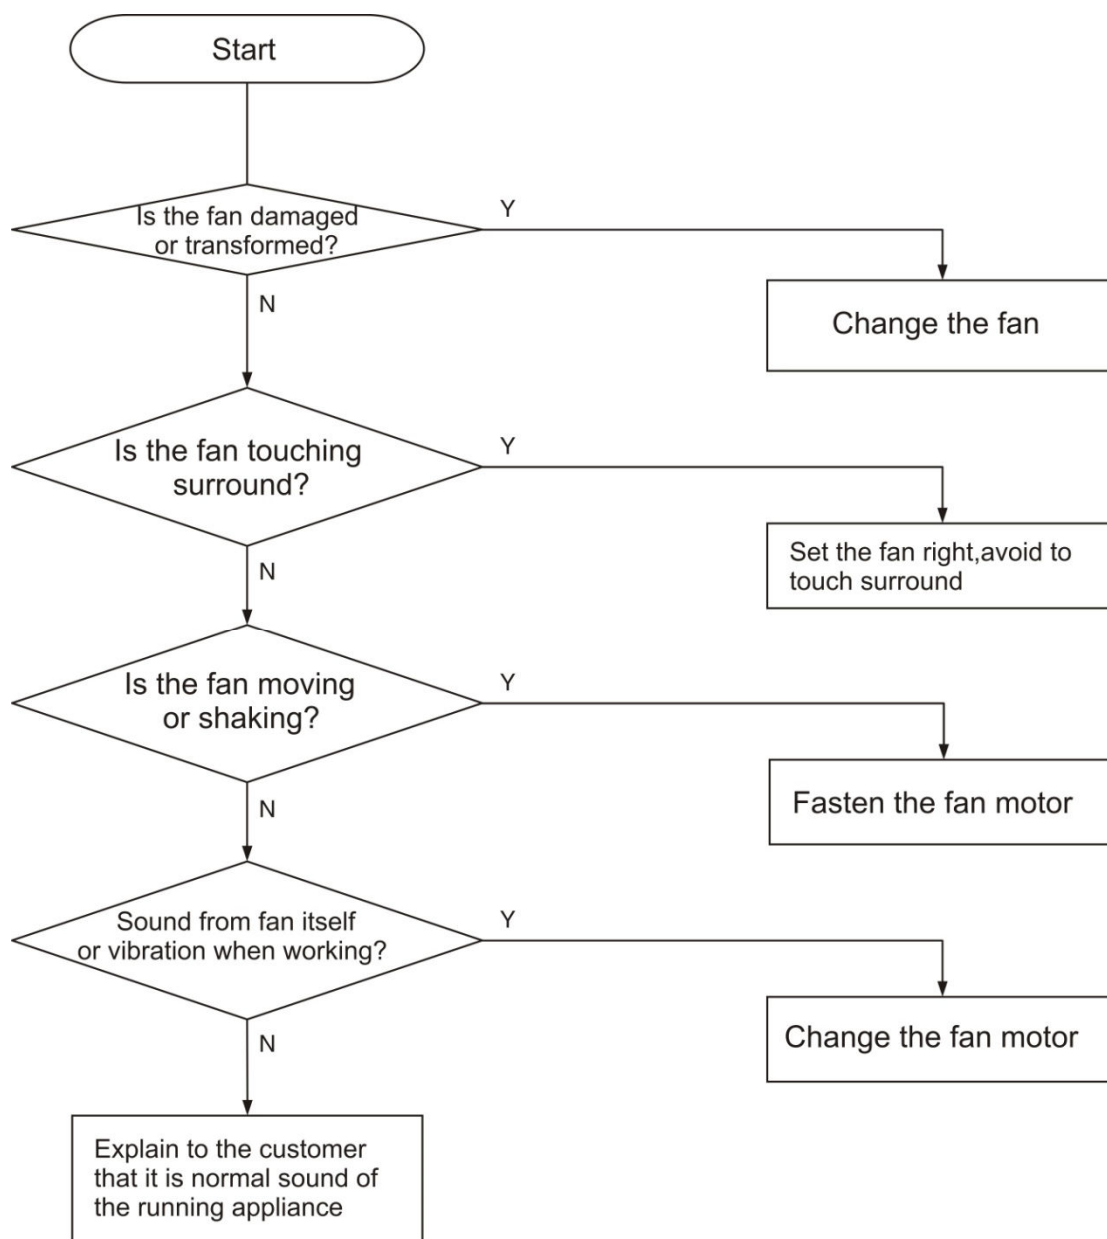 Start
Is the fan damaged
or transformed?
Y
N
Change the fan
Is the fan touching
surround?
Y
N
Set the fan right,avoid to
touch surround
Is the fan moving
or shaking?
Y
N
Fasten the fan motor
Sound from fan itself
or vibration when working?
Y
N
Change the fan motor
Explain to the customer
that it is normal sound of
the running appliance